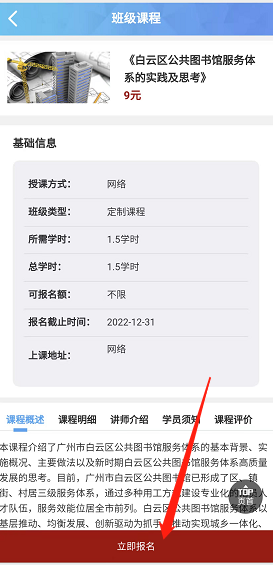 班级课程
《白云区公共图书馆服务体
系的实践及思考》
9元
基础信息
授课方式： 网络
班级类型： 定制课程
所需学时： 1.5学时
总学时： 1.5学时
可报名额： 不限
报名截止时间： 2022-12-31
上课地址： 网络
课程概述 课程明细 讲师介绍 学员须知 课程评价
本课程介绍了广州市白云区公共图书馆服务体系的基本背景、实
施概况、主要做法以及新时期白云区公共图书馆服务体系高质量
发展的思考。目前，广州市白云区公共图书馆已形成了区、镇
街、村居三级服务体系，通过多种用工方式建设专业化的 人
才队伍，服务效能位居全市前列。白云区公共图书馆服务体系以
基层推动、均衡发展、创新驱动为抓手，推动实现城乡一体化、
TOP
页首
立即报名